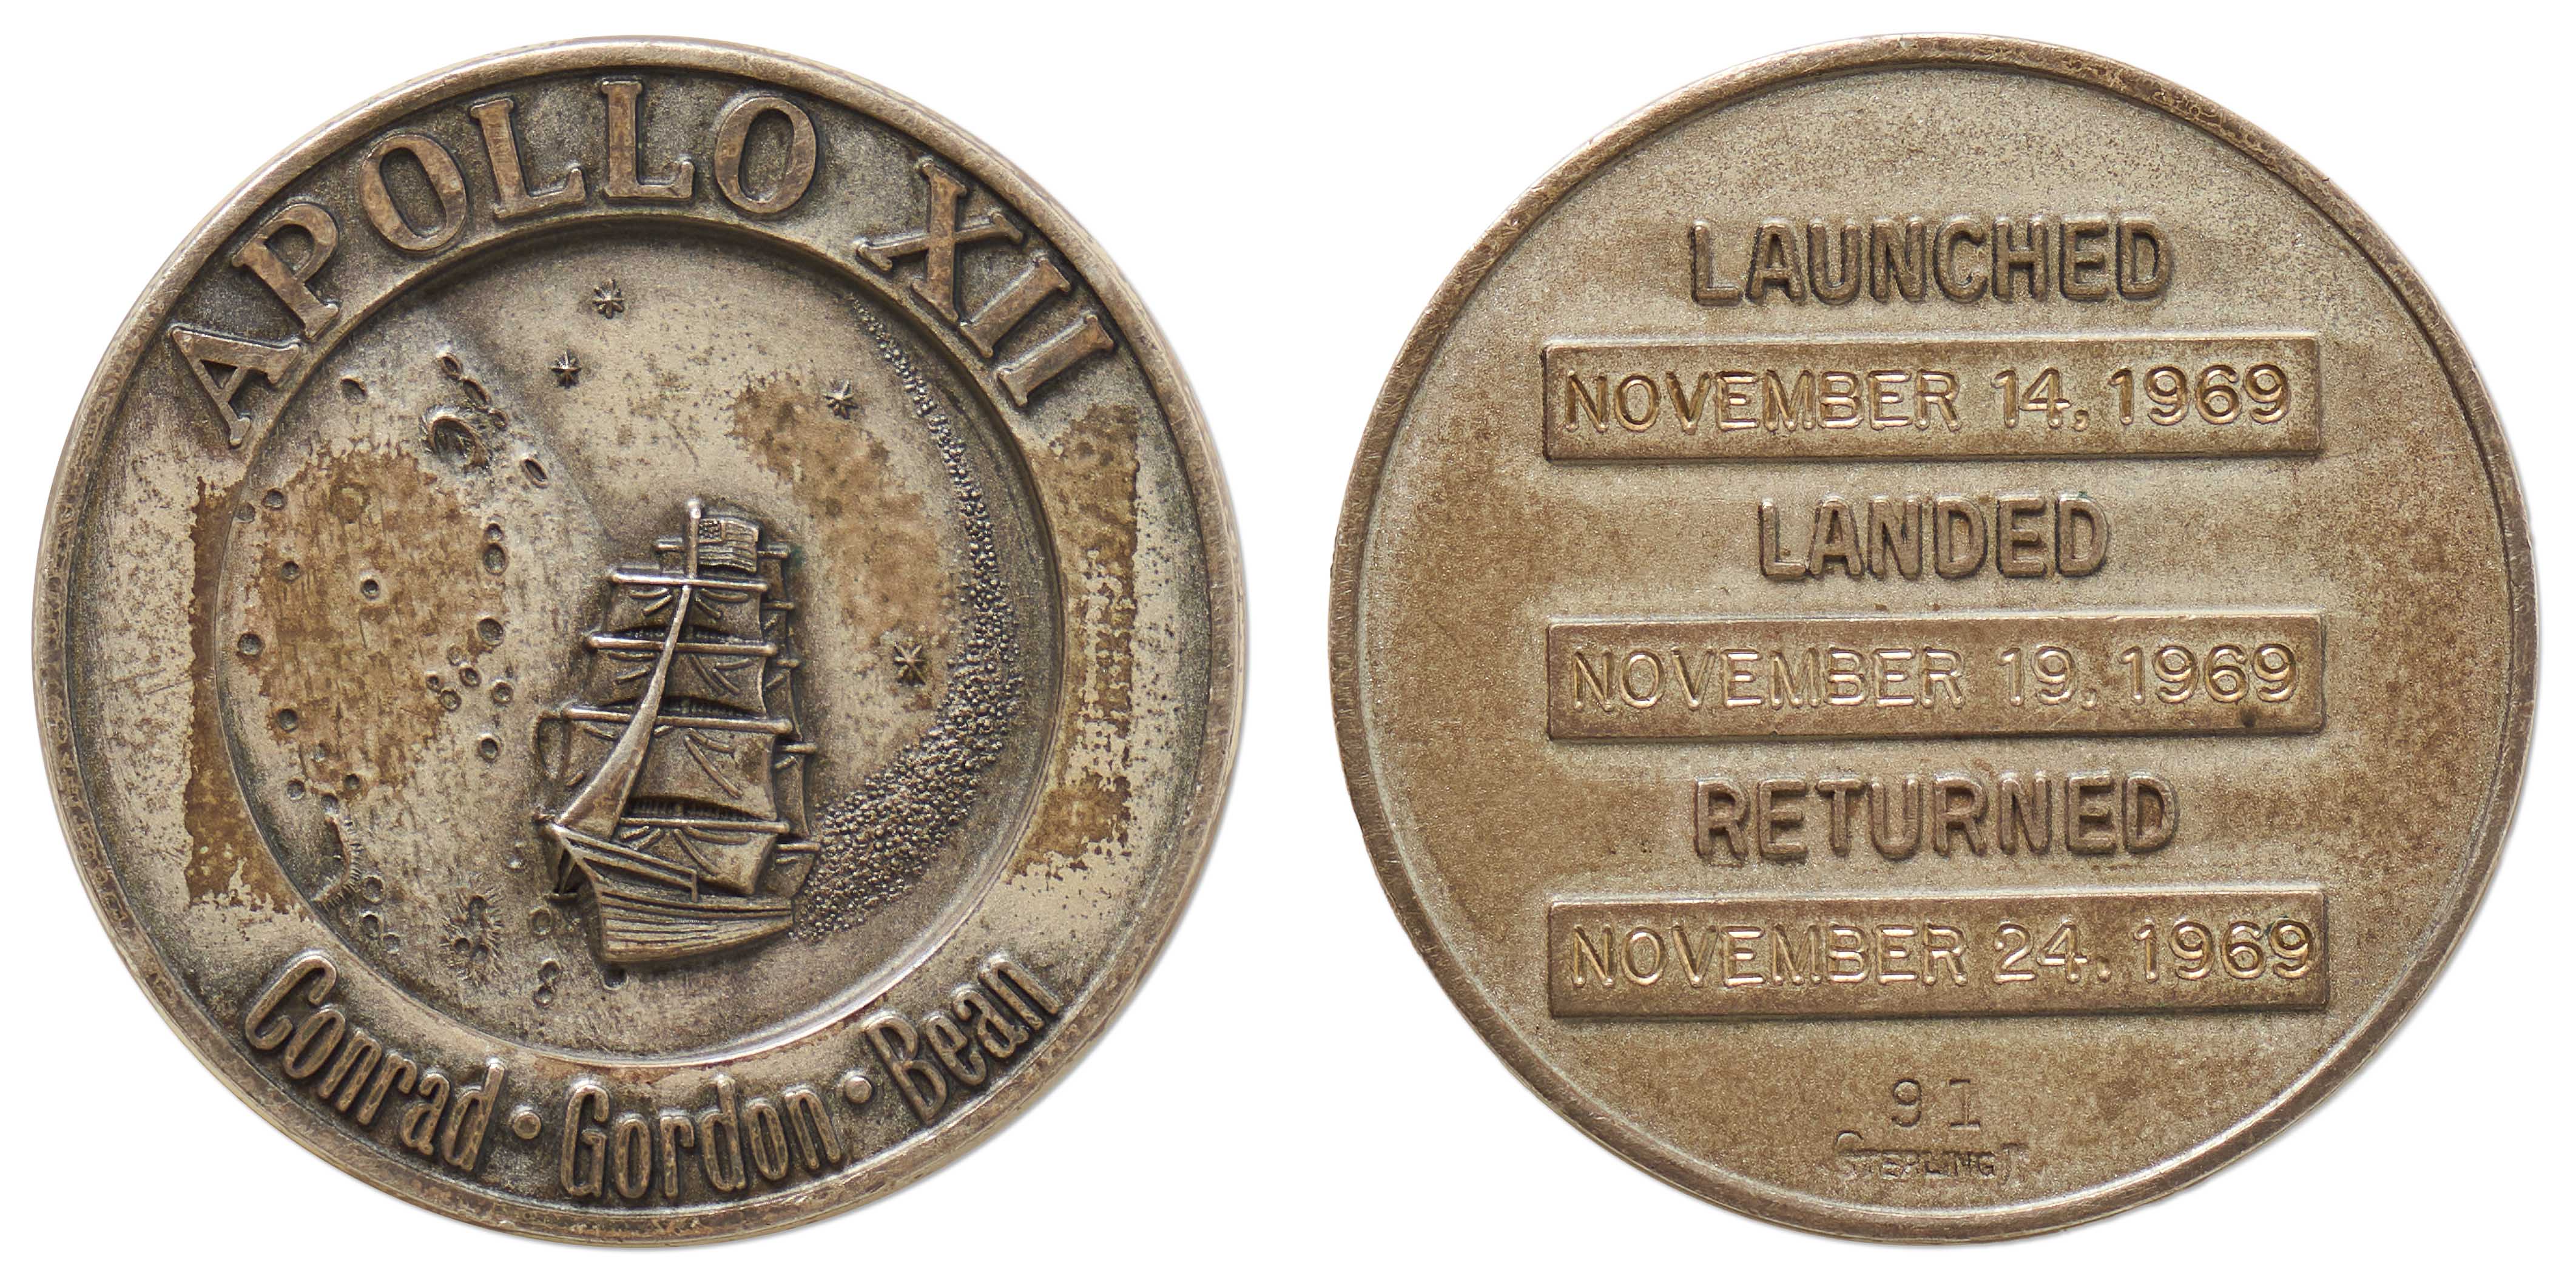 APOLLO XII
Conrad · Gordon · Bean
LAUNCHED
NOVEMBER 14, 1969
LANDED
NOVEMBER 19, 1969
RETURNED
NOVEMBER 24, 1969
91
STERLING